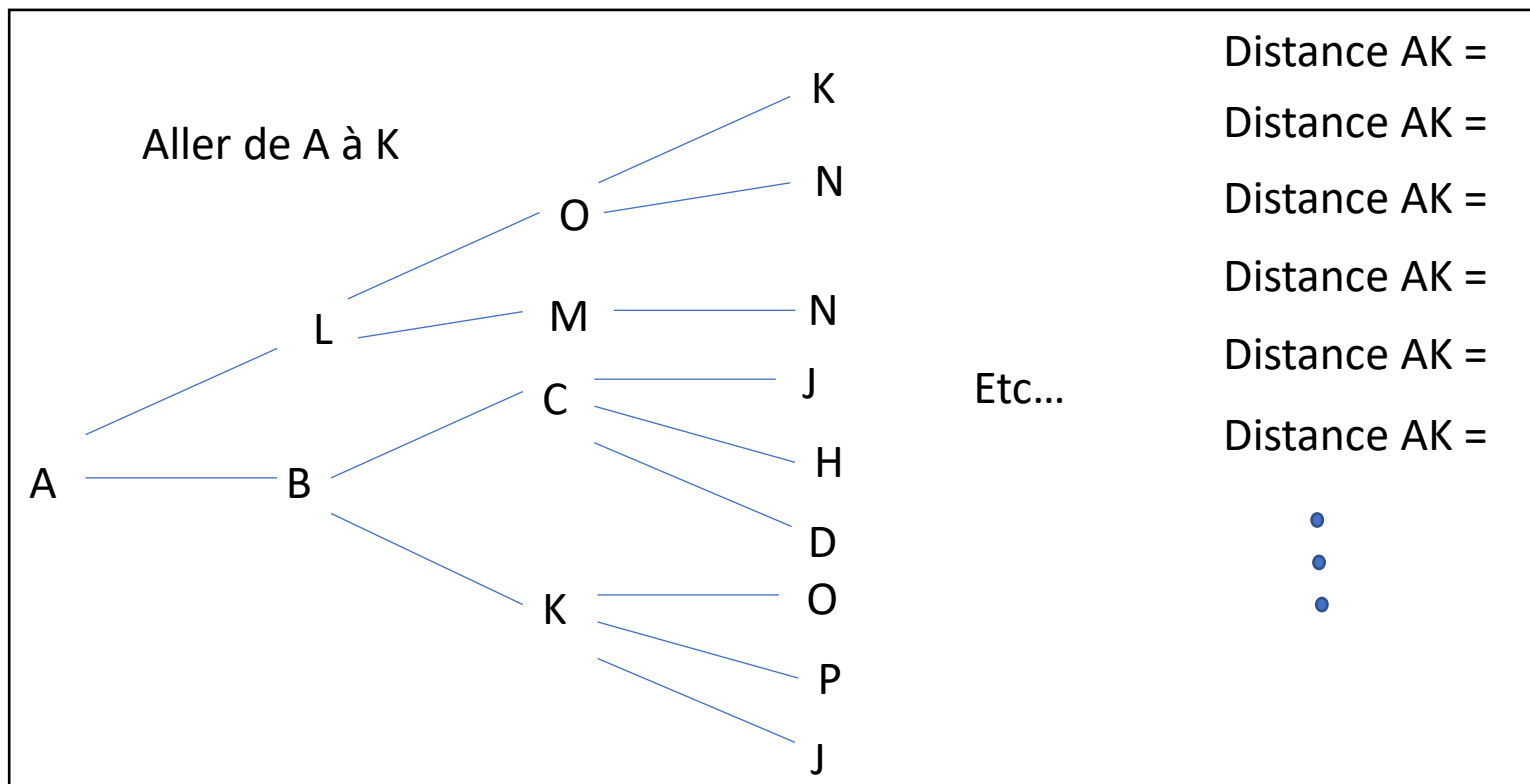 Aller de A à K
A
L
B
O
M
C
K
K
N
N
J
H
D
O
P
J
Etc...
Distance AK =
Distance AK =
Distance AK =
Distance AK =
Distance AK =
Distance AK =